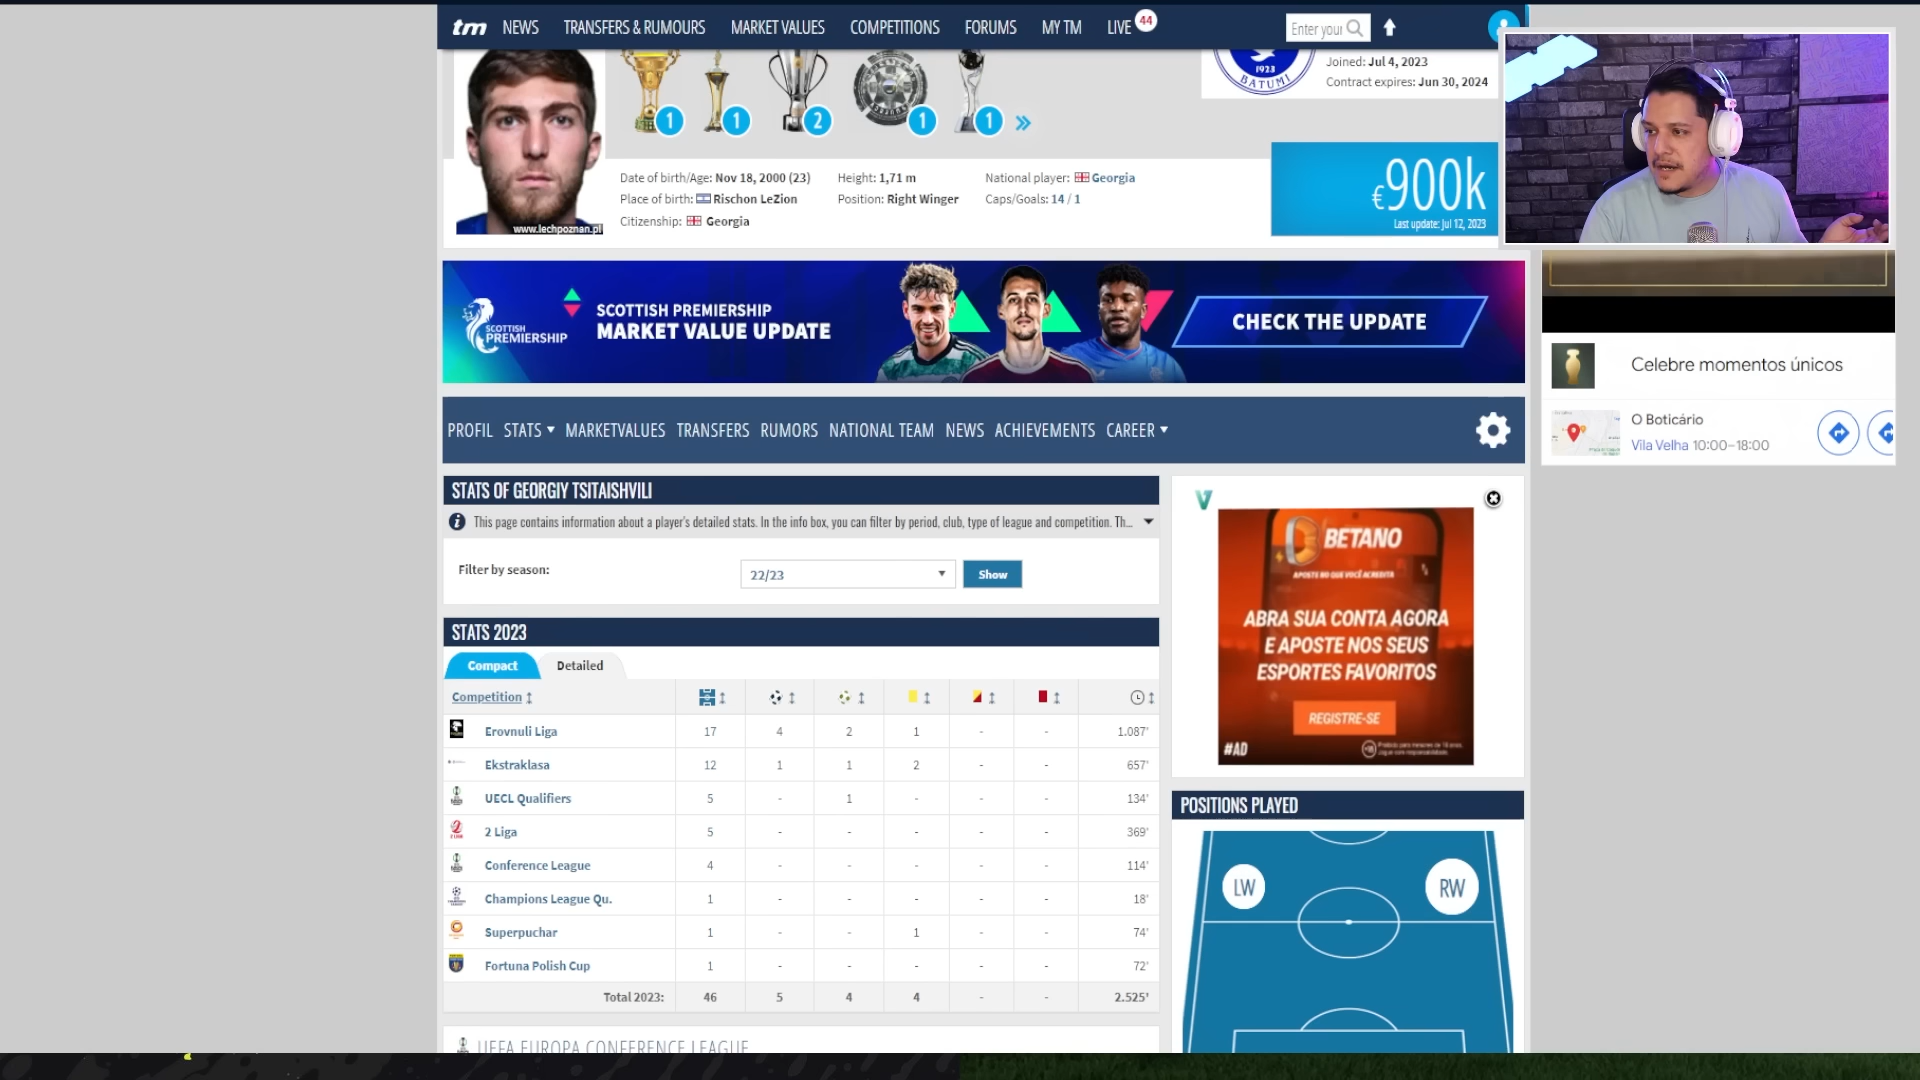 tm NEWS TRANSFERS & RUMOURS MARKET VALUES COMPETITIONS FORUMS MY TM LIVE 44 Enter your
1 1 2 1 1
1923
BATUMI
Joined: Jul 4, 2023
Contract expires: Jun 30, 2024
www.lechpoznan.pl
Date of birth/Age: Nov 18, 2000 (23)
Place of birth: Rischon LeZion
Citizenship: Georgia
Height: 1,71 m
Position: Right Winger
National player: Georgia
Caps/Goals: 14 / 1
€900k
Last update: Jul 12, 2023
SCOTTISH PREMIERSHIP
SCOTTISH PREMIERSHIP
MARKET VALUE UPDATE
CHECK THE UPDATE
Celebre momentos únicos
O Boticário
Vila Velha 10:00–18:00
PROFIL STATS MARKETVALUES TRANSFERS RUMORS NATIONAL TEAM NEWS ACHIEVEMENTS CAREER
STATS OF GEORGIY TSITAISHVILI
This page contains information about a player's detailed stats. In the info box, you can filter by period, club, type of league and competition. Th...
Filter by season: 22/23 Show
STATS 2023
Compact Detailed
Competition
Erovnuli Liga 17 4 2 1 - - 1.087'
Ekstraklasa 12 1 1 2 - - 657'
UECL Qualifiers 5 - 1 - - - 134'
2 Liga 5 - - - - - 369'
Conference League 4 - - - - - 114'
Champions League Qu. 1 - - - - - 18'
Superpuchar 1 - - 1 - - 74'
Fortuna Polish Cup 1 - - - - - 72'
Total 2023: 46 5 4 4 - - 2.525'
UEFA EUROPA CONFERENCE LEAGUE
BETANO
APOSTE NO QUE VOCÊ ACREDITA
ABRA SUA CONTA AGORA
E APOSTE NOS SEUS
ESPORTES FAVORITOS
REGISTRE-SE
#AD
POSITIONS PLAYED
LW RW